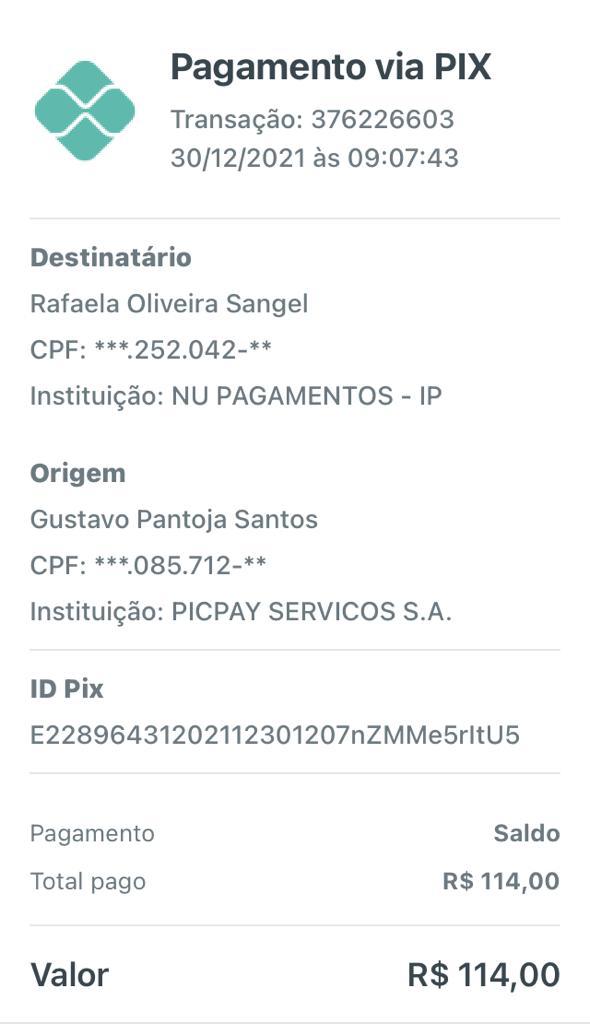 Pagamento via PIX
Transação: 376226603
30/12/2021 às 09:07:43
Destinatário
Rafaela Oliveira Sangel
CPF: ***.252.042-**
Instituição: NU PAGAMENTOS - IP
Origem
Gustavo Pantoja Santos
CPF: ***.085.712-**
Instituição: PICPAY SERVICOS S.A.
ID Pix
E22896431202112301207nZMMe5rltU5
Pagamento Saldo
Total pago R$ 114,00
Valor R$ 114,00